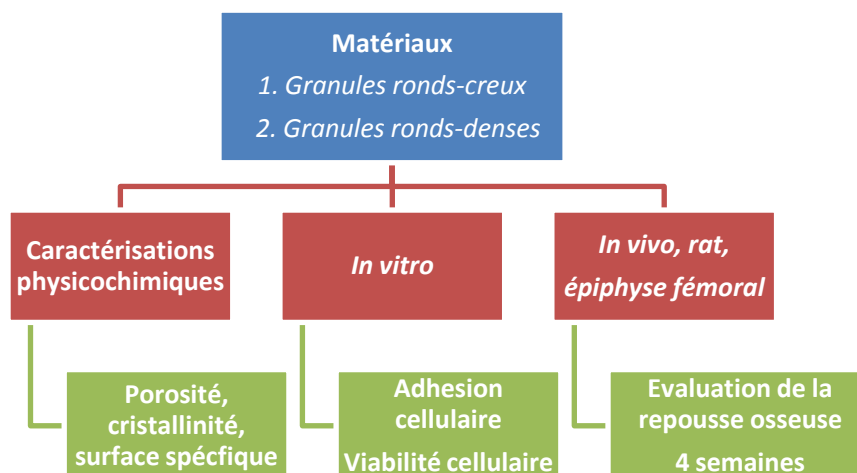 Matériaux
1. Granules ronds-creux
2. Granules ronds-denses
Caractérisations
physicochimiques
In vitro
In vivo, rat,
épiphyse fémoral
Porosité,
cristallinité,
surface spécfique
Adhesion
cellulaire
Viabilité cellulaire
Evaluation de la
repousse osseuse
4 semaines